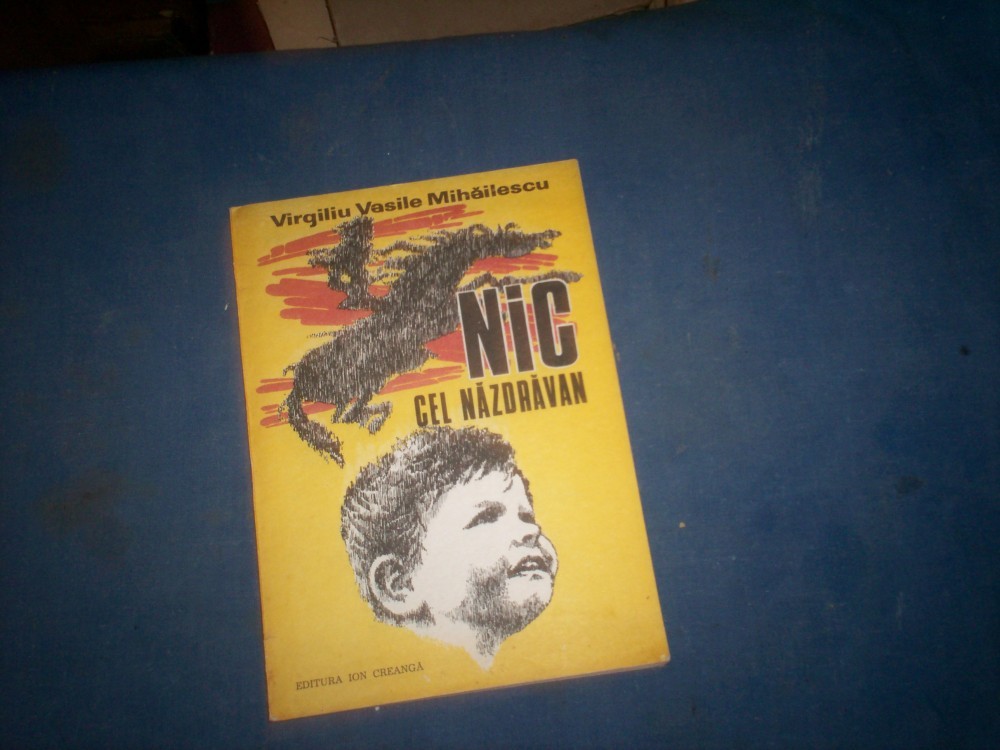 Virgiliu Vasile Mihăilescu
NiC
CEL NĂZDRĂVAN
EDITURA ION CREANGĂ